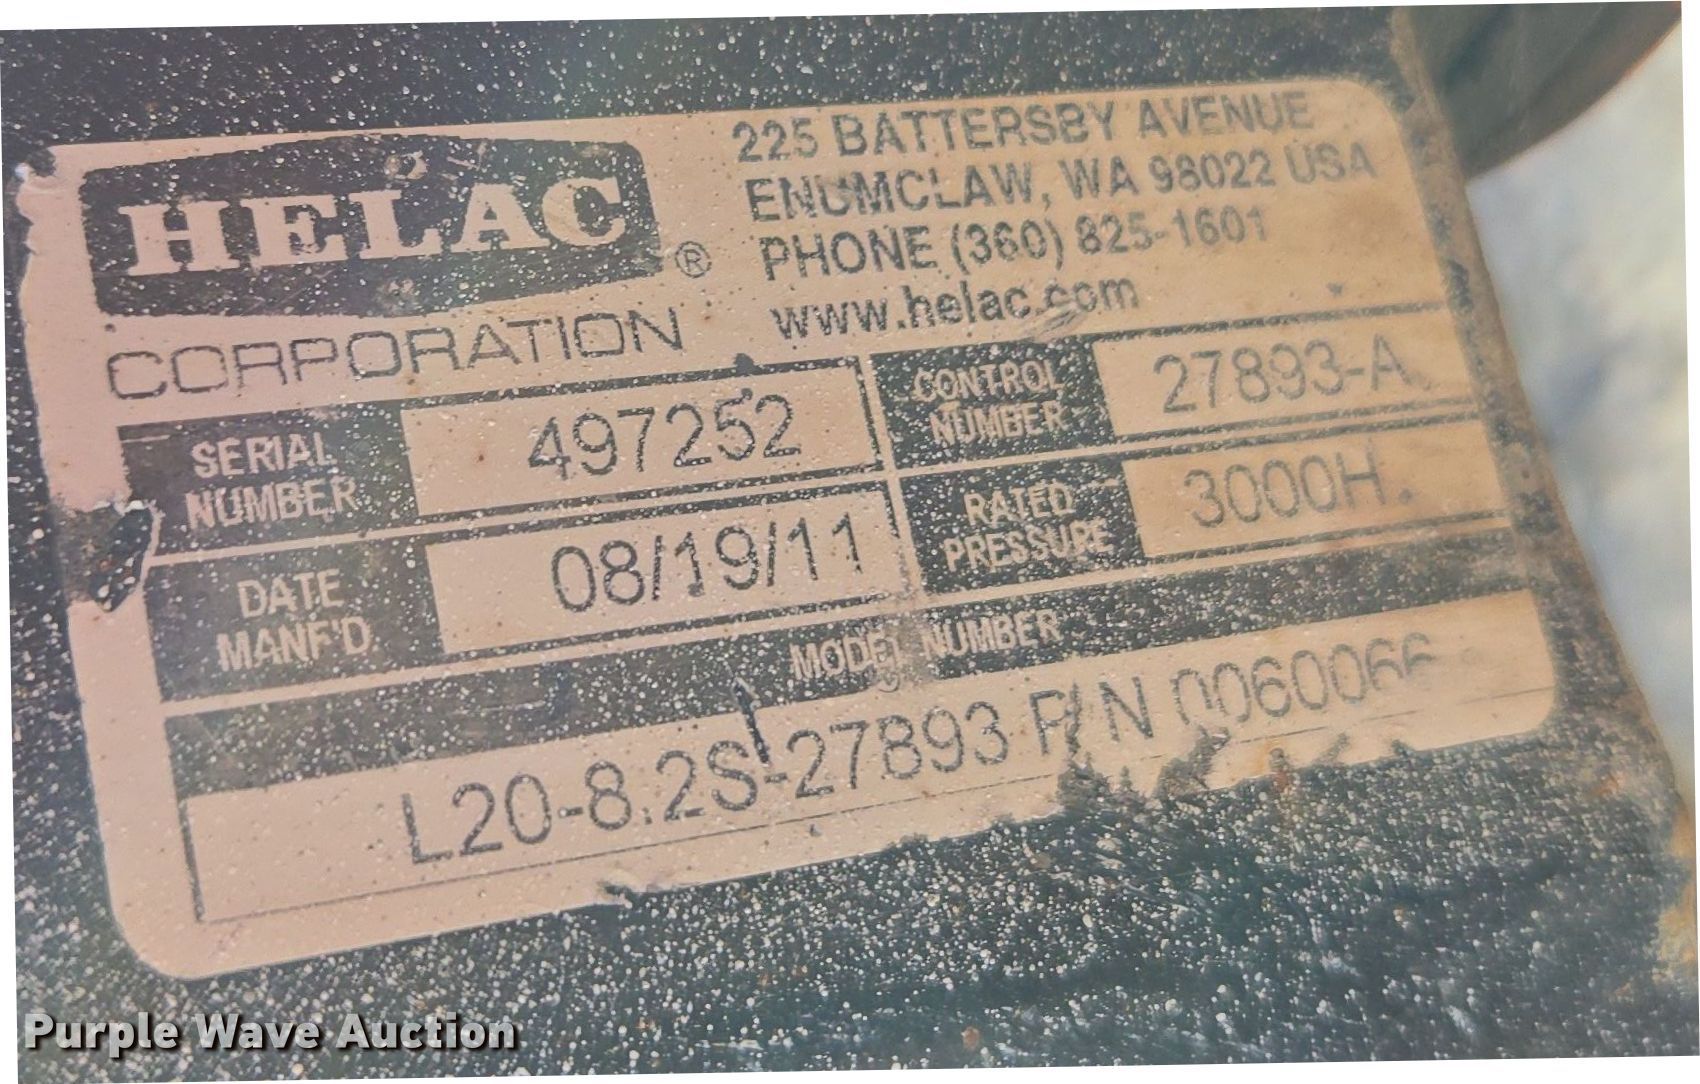 HELAC ®
CORPORATION
225 BATTERSBY AVENUE
ENUMCLAW, WA 98022 USA
PHONE (360) 825-1601
www.helac.com
SERIAL NUMBER 497252
CONTROL NUMBER 27893-A
DATE MANF'D 08/19/11
RATED PRESSURE 3000H
MODEL NUMBER
L20-8.2S-27893 P/N 0060066
Purple Wave Auction